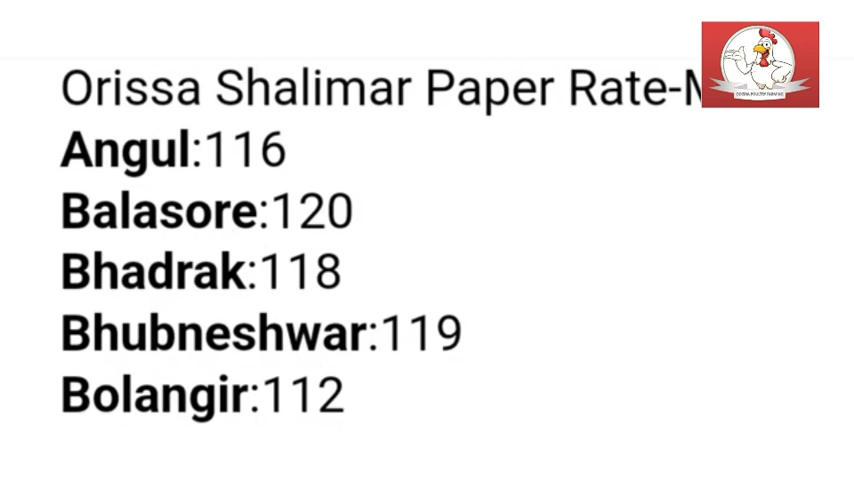 Orissa Shalimar Paper Rate-
Angul:116
Balasore:120
Bhadrak:118
Bhubneshwar:119
Bolangir:112